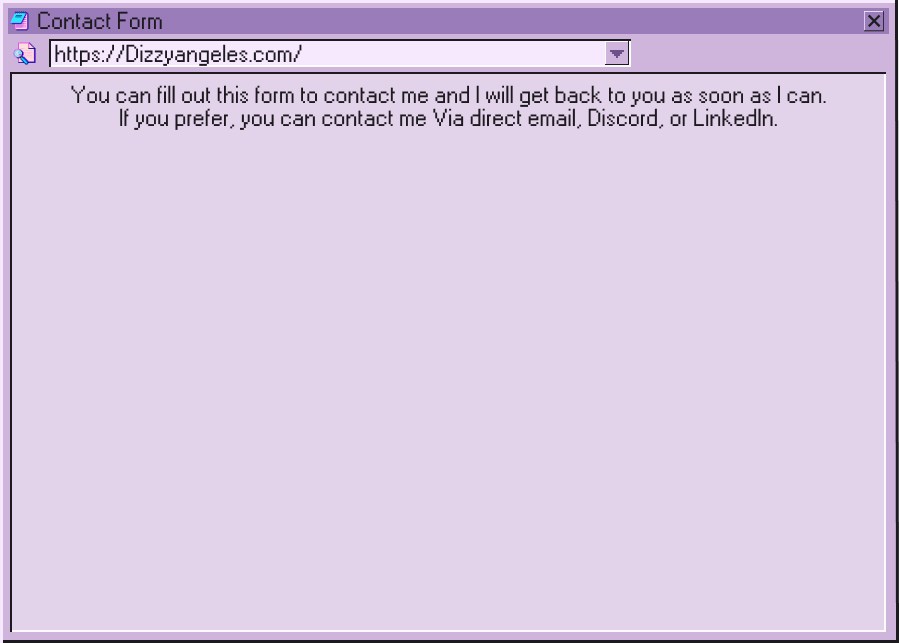 Contact Form
https://Dizzyangeles.com/
You can fill out this form to contact me and I will get back to you as soon as I can.
If you prefer, you can contact me Via direct email, Discord, or LinkedIn.